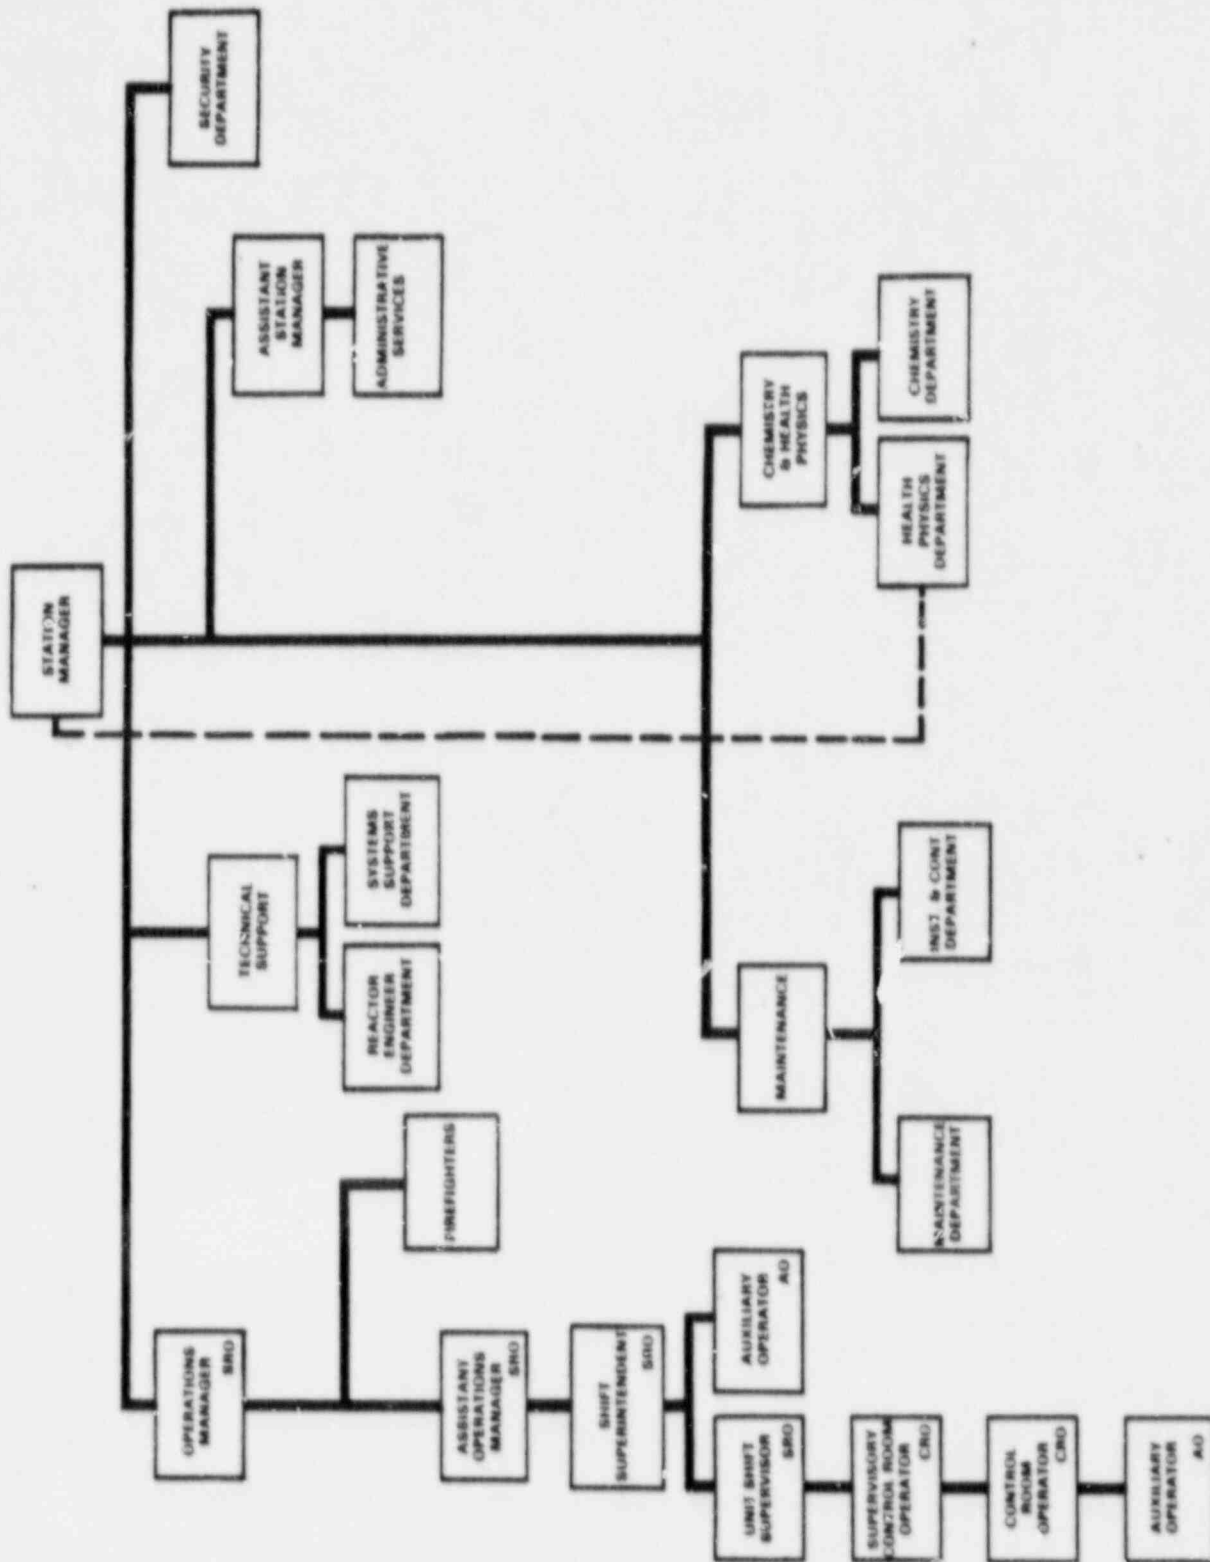 STATION
MANAGER
SECURITY
DEPARTMENT
ASSISTANT
STATION
MANAGER
ADMINISTRATIVE
SERVICES
TECHNICAL
SUPPORT
REACTOR
ENGINEER
DEPARTMENT
SYSTEMS
SUPPORT
DEPARTMENT
OPERATIONS
MANAGER
SRO
FIREFIGHTERS
ASSISTANT
OPERATIONS
MANAGER
SRO
SHIFT
SUPERINTENDENT
SRO
UNIT SHIFT
SUPERVISOR
SRO
AUXILIARY
OPERATOR
AO
SUPERVISORY
CONTROL ROOM
OPERATOR
CRO
CONTROL
ROOM
OPERATOR
CRO
AUXILIARY
OPERATOR
AO
MAINTENANCE
MAINTENANCE
DEPARTMENT
INST. & CONT
DEPARTMENT
CHEMISTRY
& HEALTH
PHYSICS
HEALTH
PHYSICS
DEPARTMENT
CHEMISTRY
DEPARTMENT